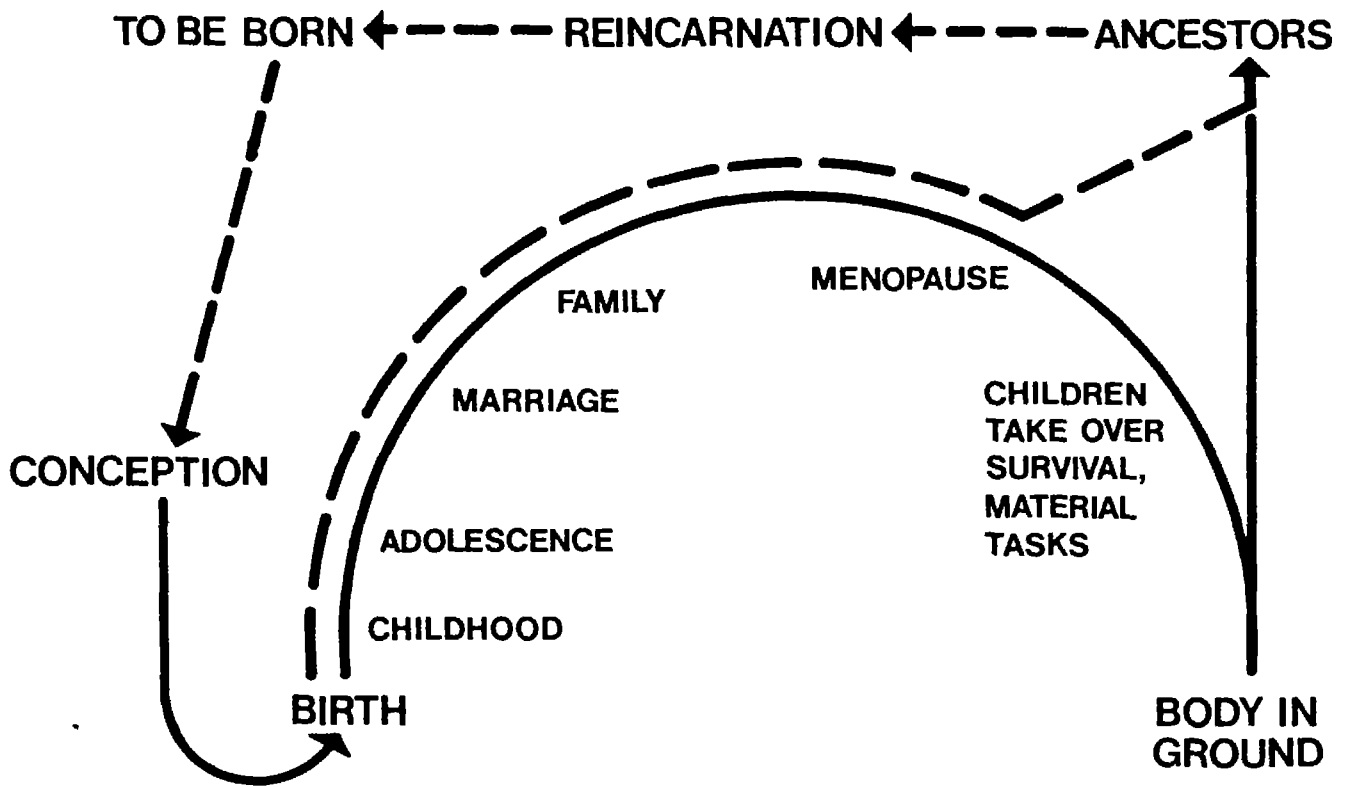 TO BE BORN REINCARNATION ANCESTORS
MENOPAUSE
FAMILY
CHILDREN
TAKE OVER
SURVIVAL,
MATERIAL
TASKS
MARRIAGE
CONCEPTION
ADOLESCENCE
CHILDHOOD
BIRTH
BODY IN
GROUND